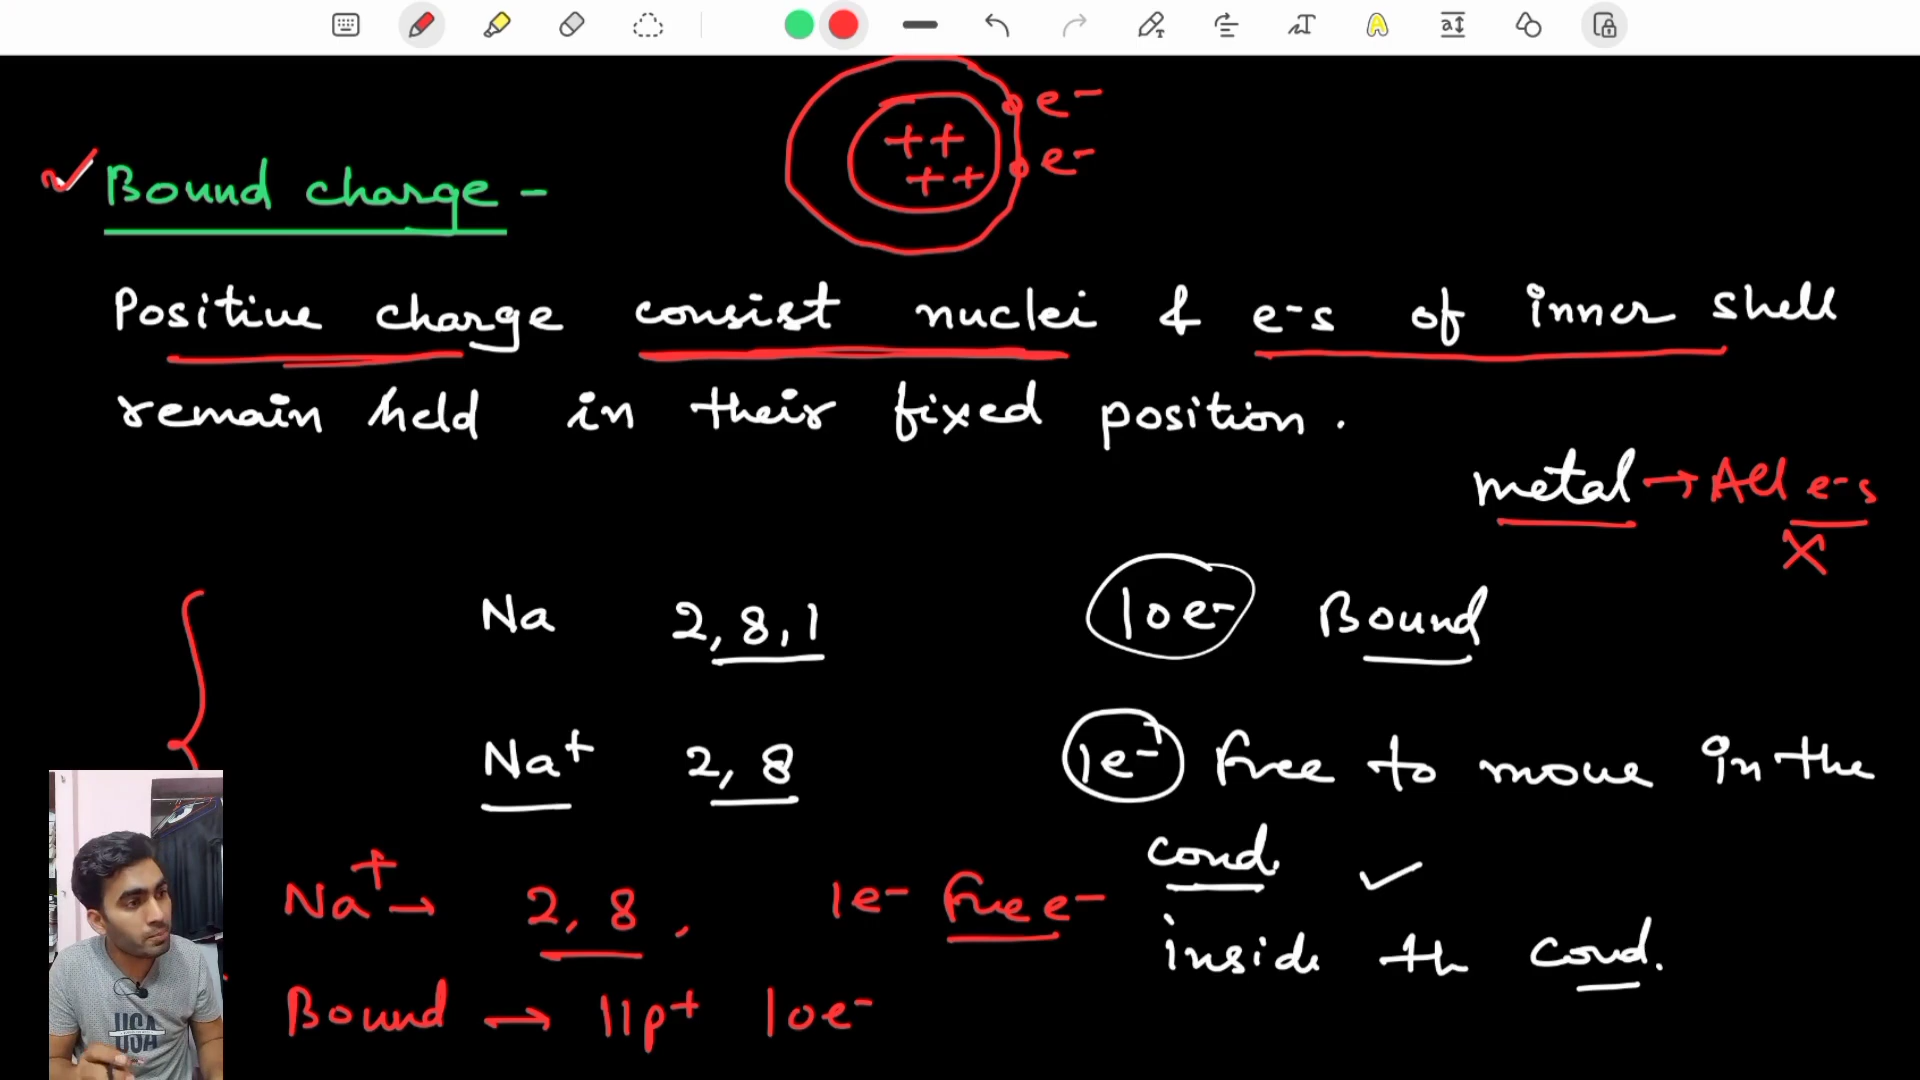 e-
++
++
e-
Bound charge -
Positive charge consist nuclei & e-s of inner shell
remain held in their fixed position.
metal → All e-s
X
Na 2,8,1 10e- Bound
Na+ 2,8 1e- free to move in the
cond. ✓
Na+ → 2,8, 1e- free e-
inside th cond.
Bound → 11p+ 10e-
USA